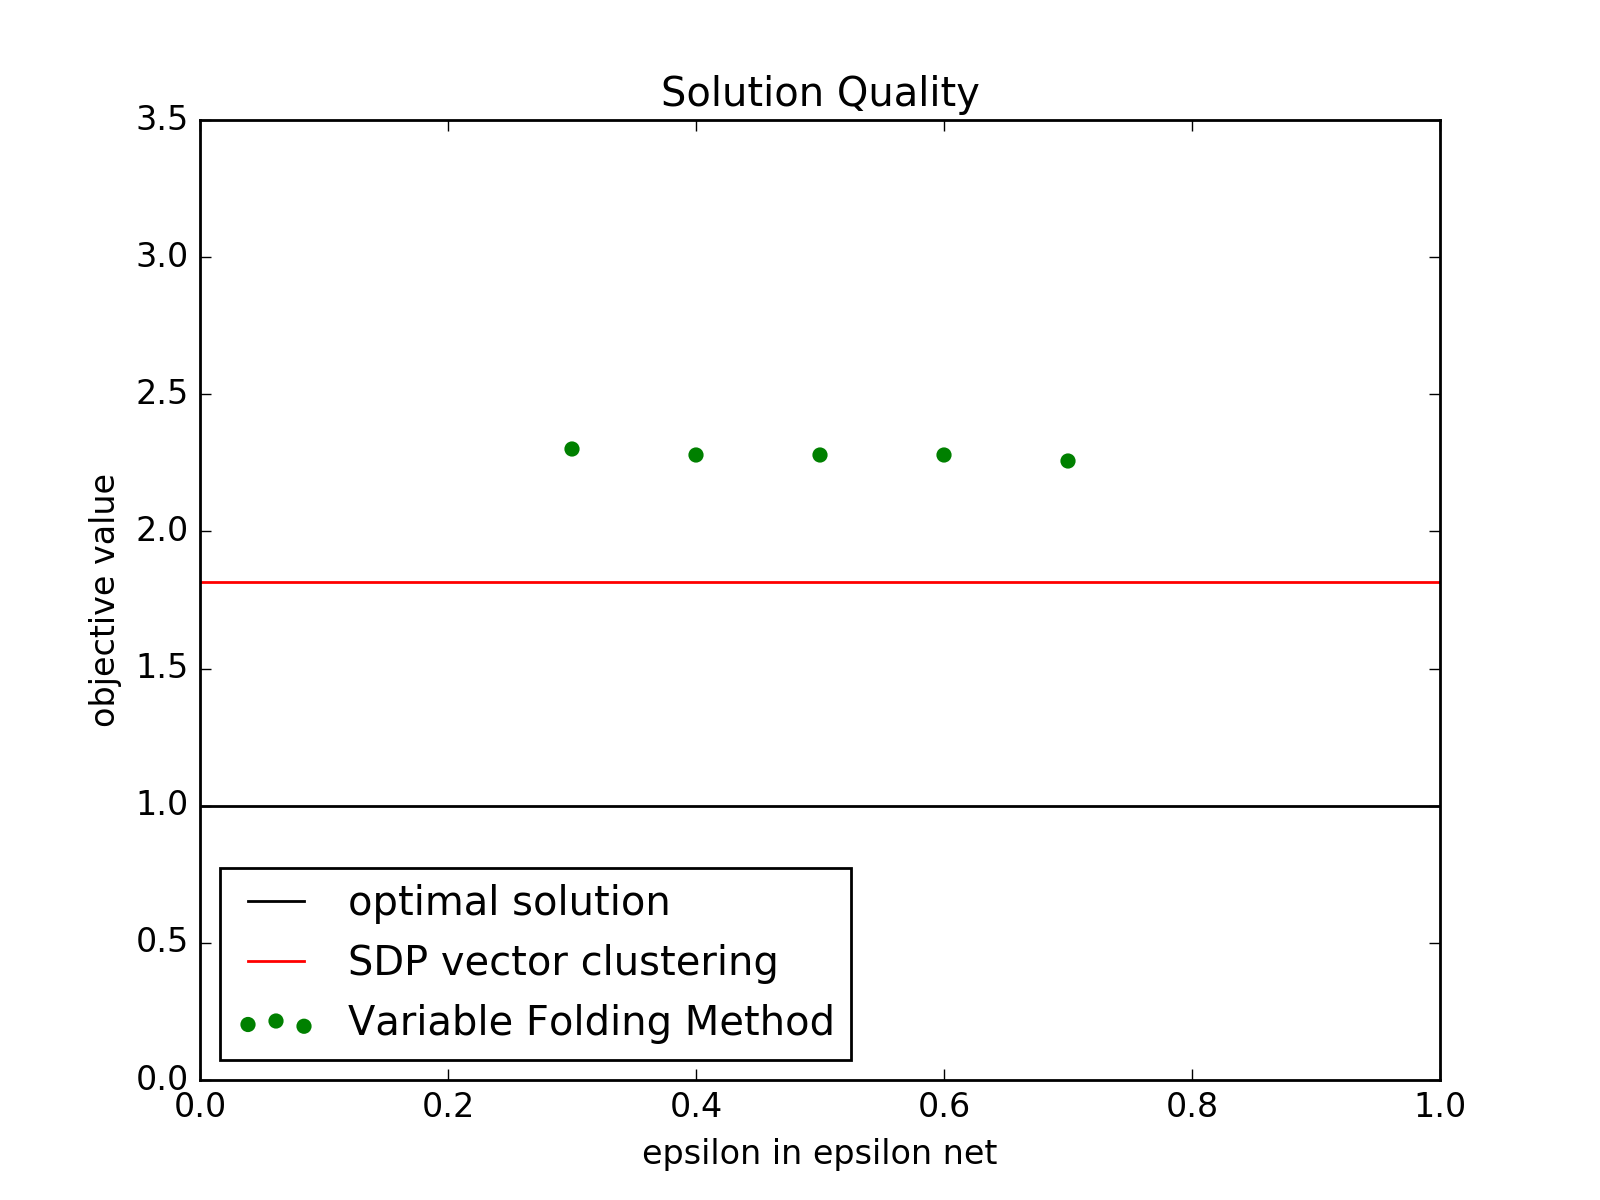 Solution Quality
3.5
3.0
2.5
2.0
1.5
1.0
0.5
0.0
objective value
optimal solution
SDP vector clustering
Variable Folding Method
0.0 0.2 0.4 0.6 0.8 1.0
epsilon in epsilon net